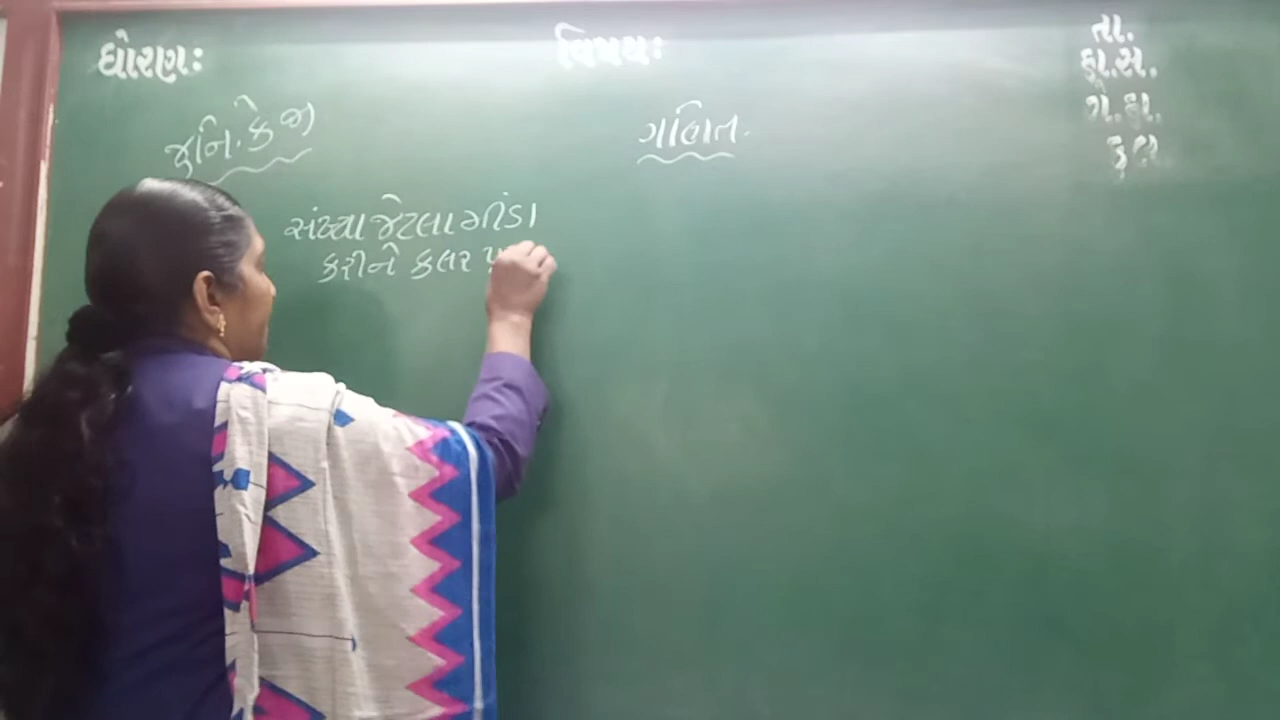 ધોરણઃ
વિષયઃ
તા.
હા.સ.
ગે.હા.
કુલ
જુનિ.કેજી
ગણિત.
સંખ્યા જેટલા મીંડા
કરીને કલર